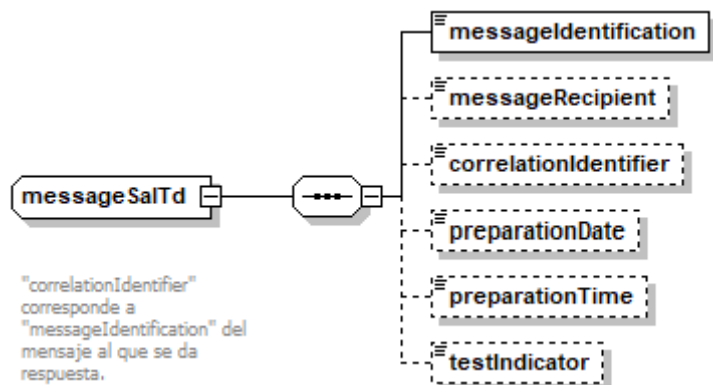 messageIdentification
messageRecipient
correlationIdentifier
messageSalTd
preparationDate
preparationTime
testIndicator
"correlationIdentifier"
corresponde a
"messageIdentification" del
mensaje al que se da
respuesta.